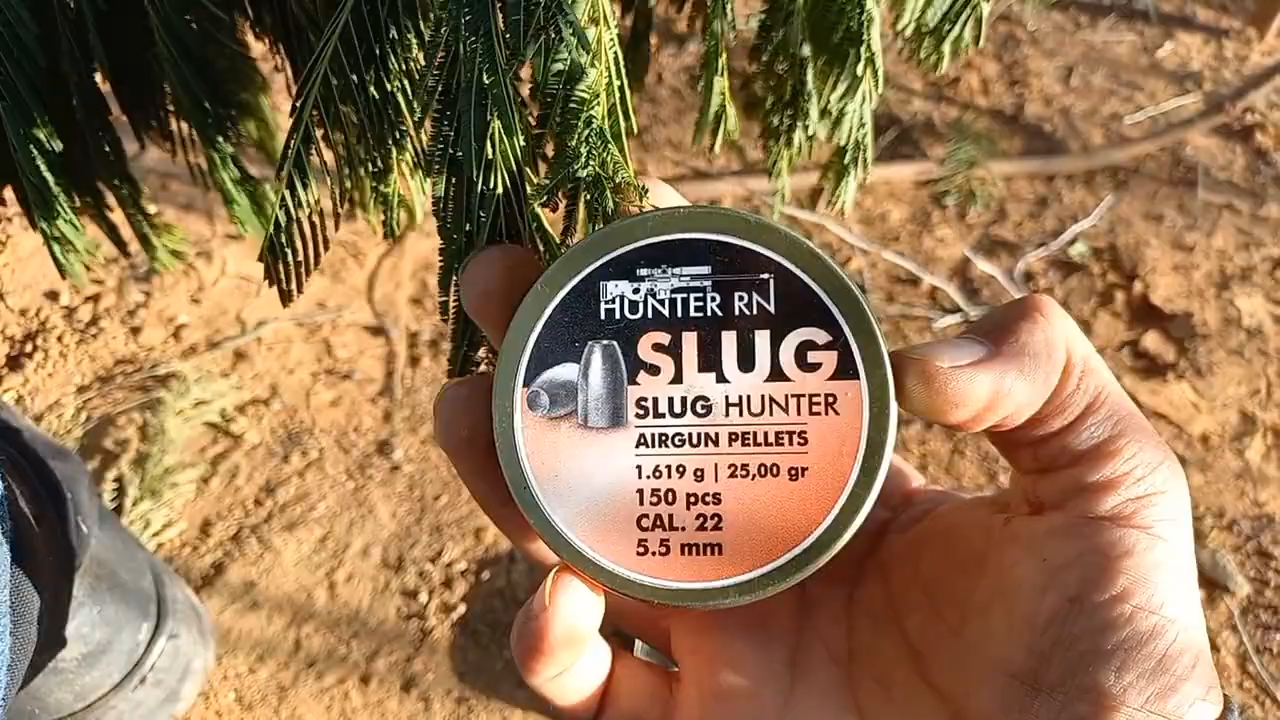 HUNTER RN
SLUG
SLUG HUNTER
AIRGUN PELLETS
1.619 g | 25,00 gr
150 pcs
CAL. 22
5.5 mm